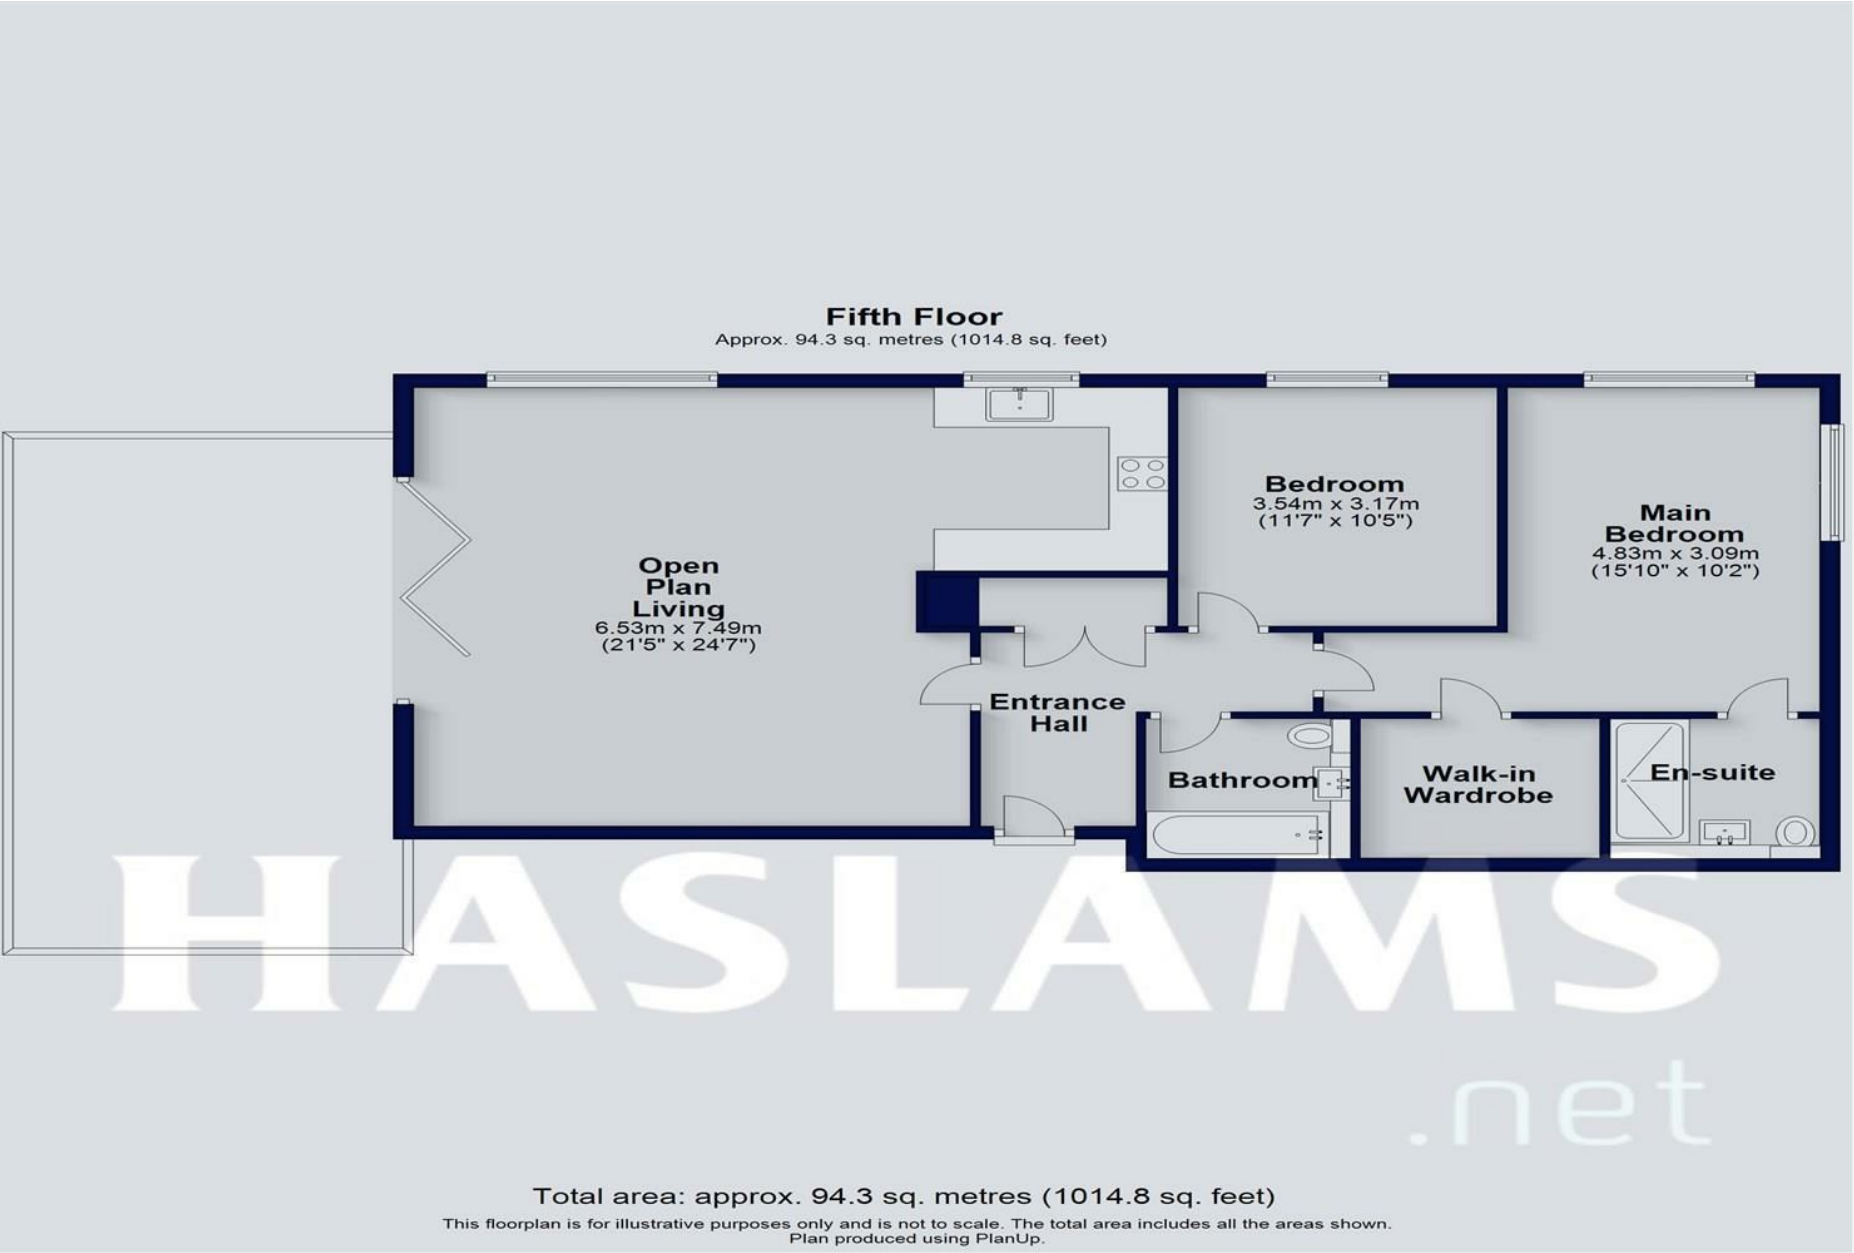 Fifth Floor
Approx. 94.3 sq. metres (1014.8 sq. feet)
Open
Plan
Living
6.53m x 7.49m
(21'5" x 24'7")
Bedroom
3.54m x 3.17m
(11'7" x 10'5")
Main
Bedroom
4.83m x 3.09m
(15'10" x 10'2")
Entrance
Hall
Bathroom
Walk-in
Wardrobe
En-suite
HASLAMS
.net
Total area: approx. 94.3 sq. metres (1014.8 sq. feet)
This floorplan is for illustrative purposes only and is not to scale. The total area includes all the areas shown.
Plan produced using PlanUp.